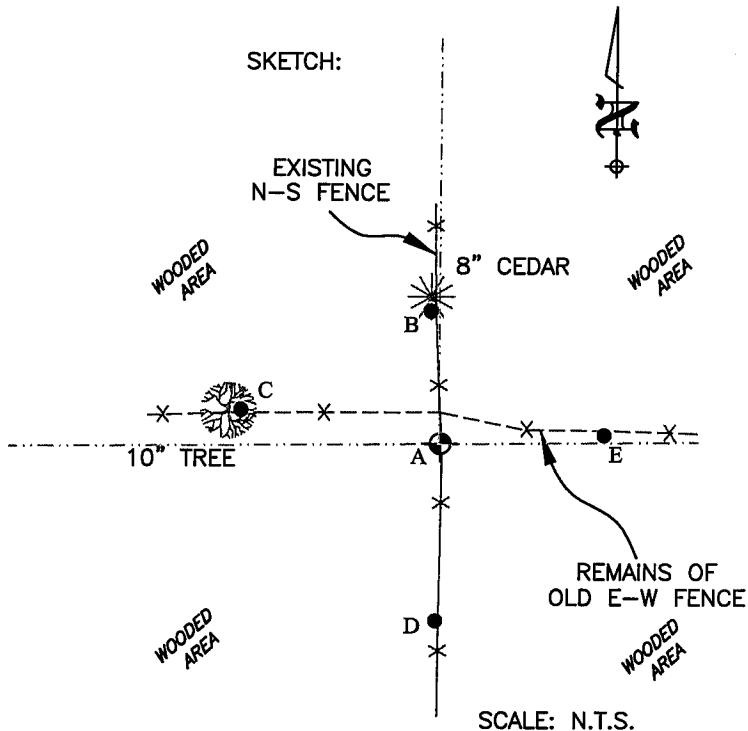 SKETCH:
N
EXISTING
N-S FENCE
8" CEDAR
WOODED
AREA
WOODED
AREA
B
C
10" TREE
A
E
REMAINS OF
OLD E-W FENCE
D
WOODED
AREA
WOODED
AREA
SCALE: N.T.S.